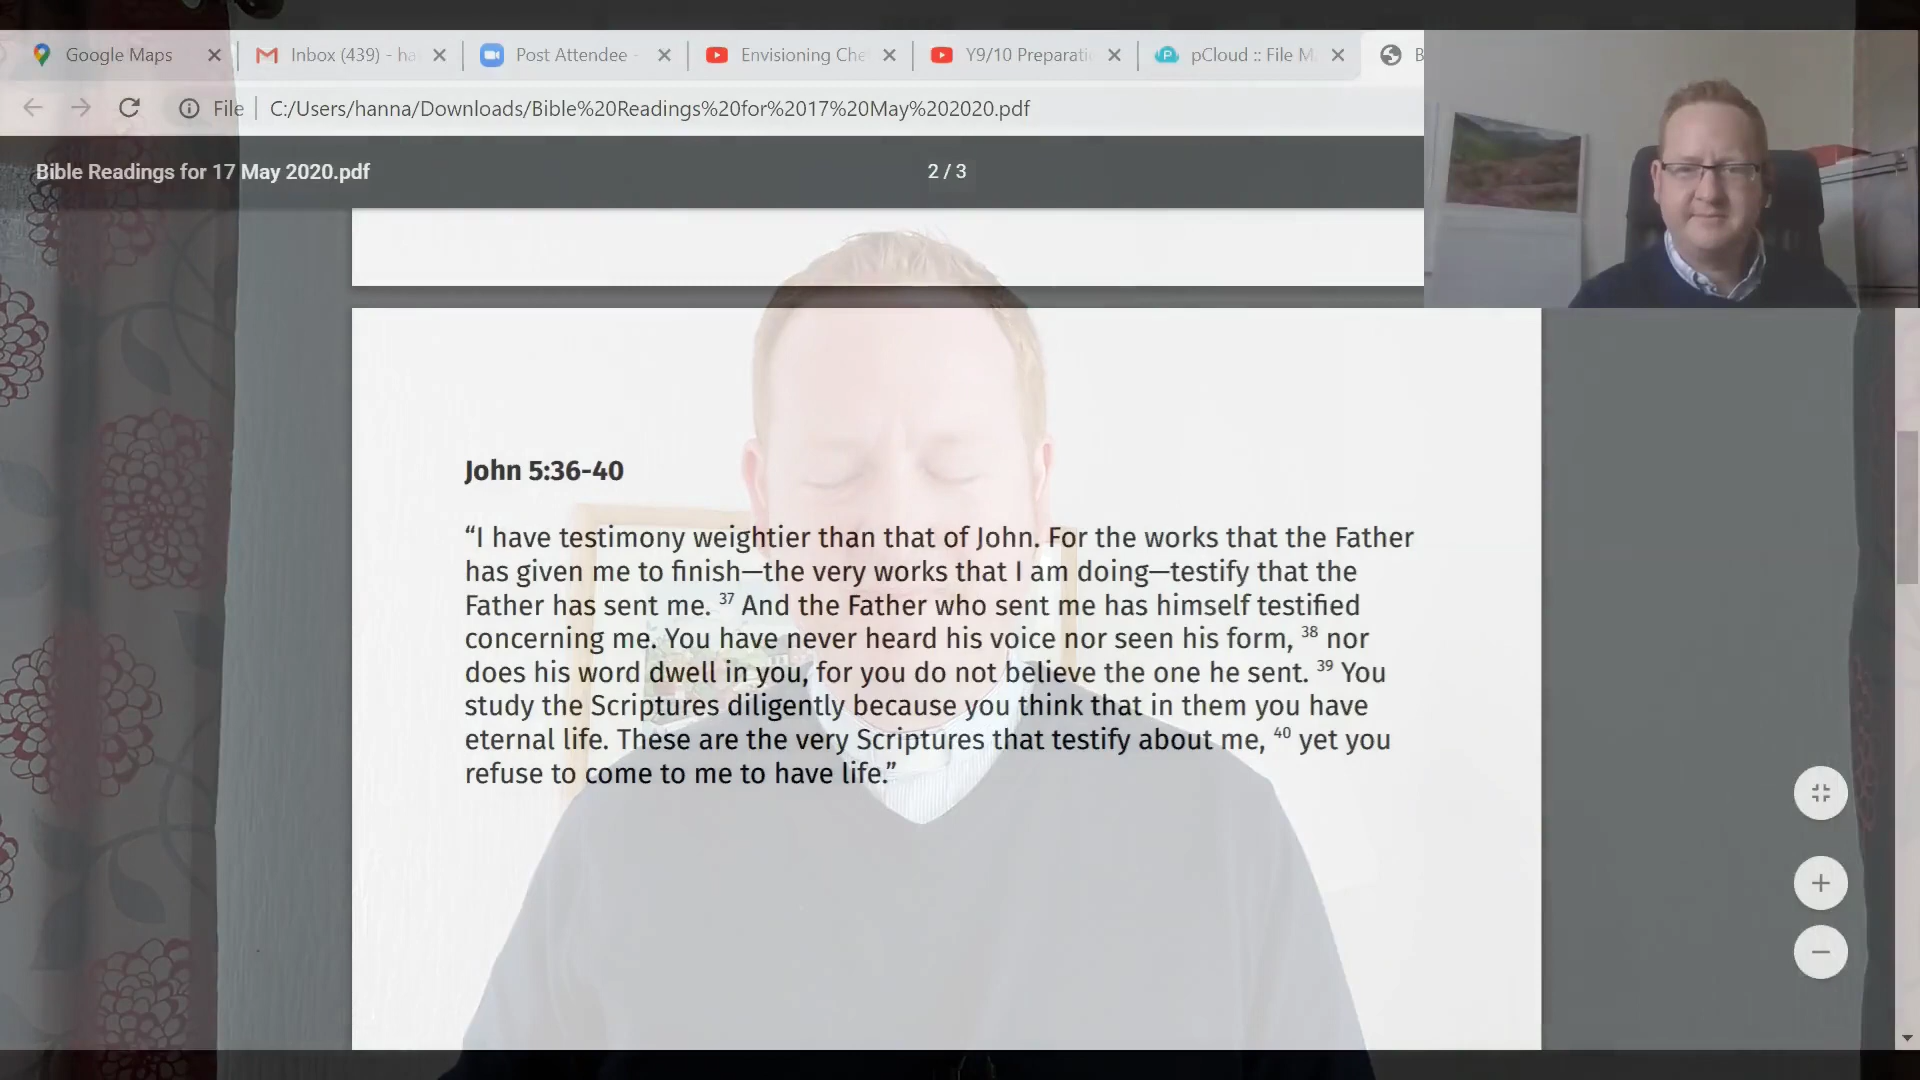 Google Maps
Inbox (439) - ha
Post Attendee -
Envisioning Che
Y9/10 Preparati
pCloud :: File M
B
File
C:/Users/hanna/Downloads/Bible%20Readings%20for%2017%20May%202020.pdf
Bible Readings for 17 May 2020.pdf
2 / 3
John 5:36-40
“I have testimony weightier than that of John. For the works that the Father
has given me to finish—the very works that I am doing—testify that the
Father has sent me. 37 And the Father who sent me has himself testified
concerning me. You have never heard his voice nor seen his form, 38 nor
does his word dwell in you, for you do not believe the one he sent. 39 You
study the Scriptures diligently because you think that in them you have
eternal life. These are the very Scriptures that testify about me, 40 yet you
refuse to come to me to have life.”